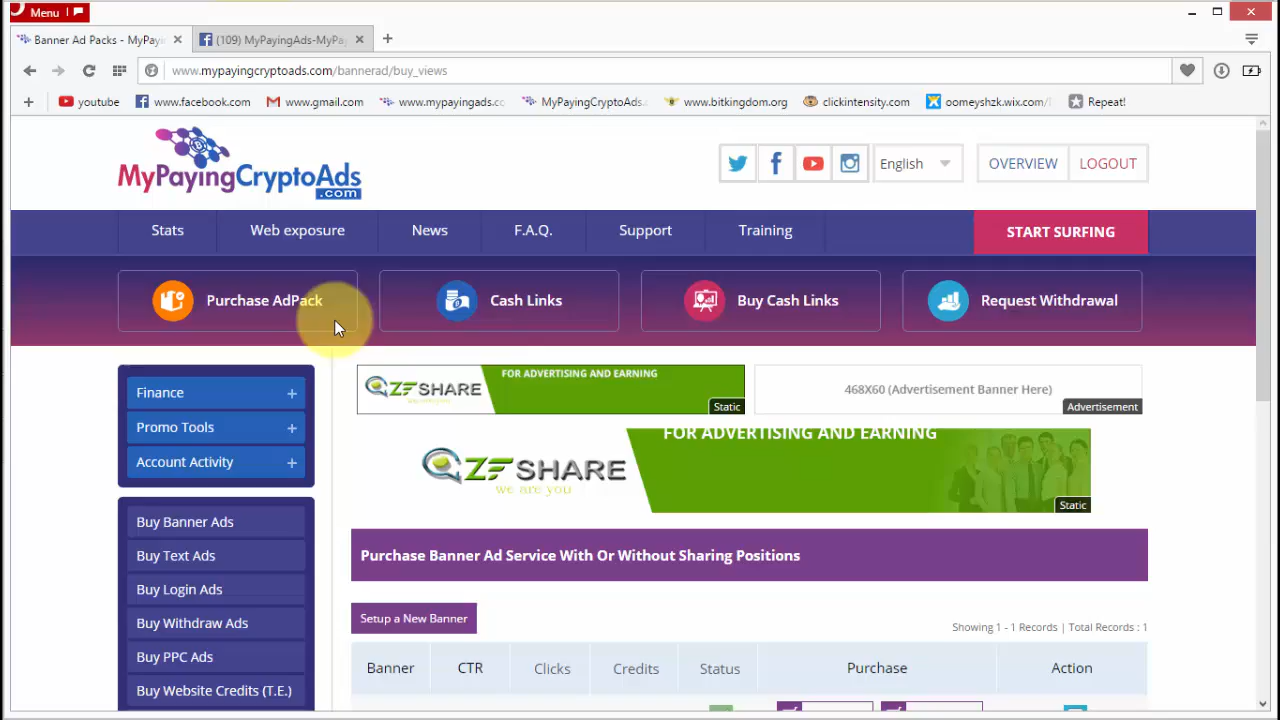 Menu
Banner Ad Packs - MyPayin
(109) MyPayingAds-MyPa
www.mypayingcryptoads.com/bannerad/buy_views
youtube
www.facebook.com
www.gmail.com
www.mypayingads.co
MyPayingCryptoAds.
www.bitkingdom.org
clickintensity.com
oomeyshzk.wix.com/
Repeat!
MyPayingCryptoAds
.com
English
OVERVIEW
LOGOUT
Stats
Web exposure
News
F.A.Q.
Support
Training
START SURFING
Purchase AdPack
Cash Links
Buy Cash Links
Request Withdrawal
Finance
Promo Tools
Account Activity
Buy Banner Ads
Buy Text Ads
Buy Login Ads
Buy Withdraw Ads
Buy PPC Ads
Buy Website Credits (T.E.)
ZFSHARE
FOR ADVERTISING AND EARNING
Static
468X60 (Advertisement Banner Here)
Advertisement
ZFSHARE
we are you
FOR ADVERTISING AND EARNING
Static
Purchase Banner Ad Service With Or Without Sharing Positions
Setup a New Banner
Showing 1 - 1 Records | Total Records : 1
Banner
CTR
Clicks
Credits
Status
Purchase
Action